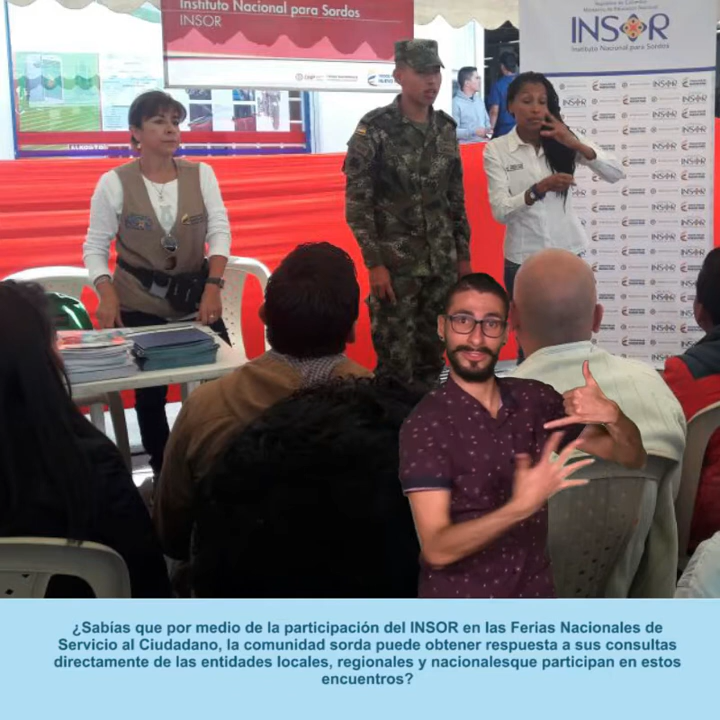 Instituto Nacional para Sordos
INSOR
INSOR
Instituto Nacional para Sordos
INSOR
¿Sabías que por medio de la participación del INSOR en las Ferias Nacionales de
Servicio al Ciudadano, la comunidad sorda puede obtener respuesta a sus consultas
directamente de las entidades locales, regionales y nacionalesque participan en estos
encuentros?